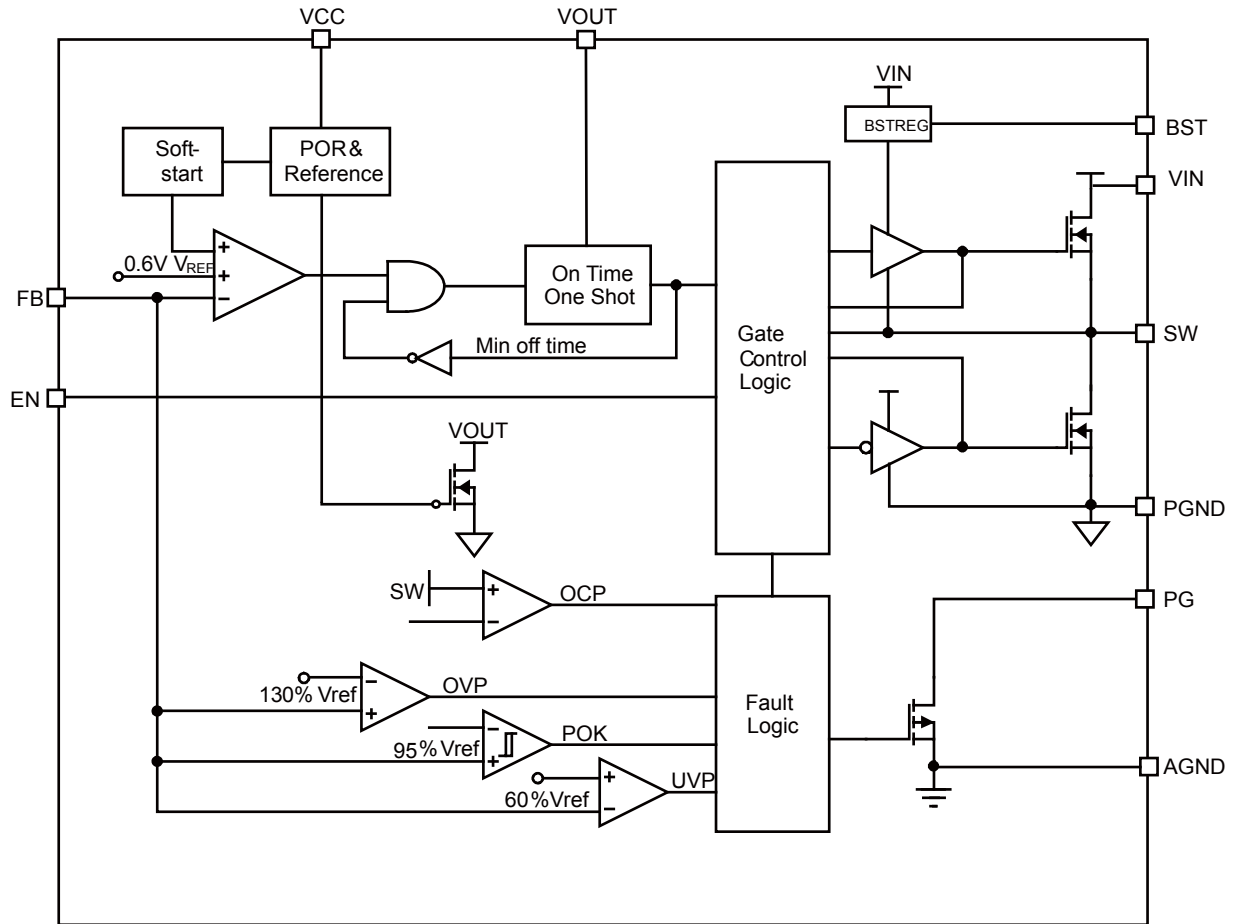 VCC
VOUT
VIN
BSTREG
BST
Soft-
start
POR&
Reference
VIN
0.6V VREF
+
+
−
FB
On Time
One Shot
Min off time
Gate
Control
Logic
SW
EN
VOUT
PGND
SW
+
−
OCP
PG
130% Vref
−
+
OVP
95% Vref
−
+
POK
Fault
Logic
AGND
60%Vref
+
−
UVP